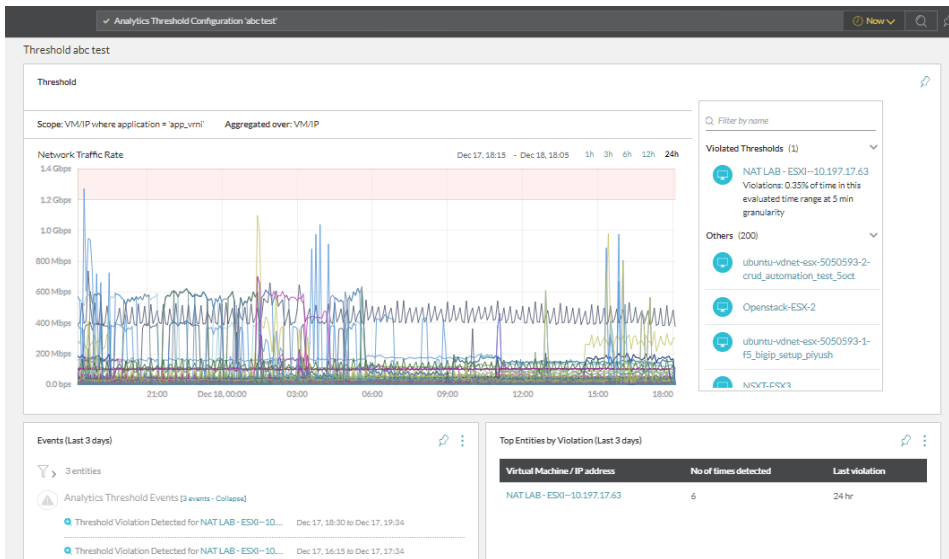 Analytics Threshold Configuration 'abc test'
Now
Threshold abc test
Threshold
Scope: VM/IP where application = 'app_vrni' Aggregated over: VM/IP
Network Traffic Rate
Dec 17, 18:15 - Dec 18, 18:05 1h 3h 6h 12h 24h
1.4 Gbps
1.2 Gbps
1.0 Gbps
800 Mbps
600 Mbps
400 Mbps
200 Mbps
0.0 bps
21:00 Dec 18, 00:00 03:00 06:00 09:00 12:00 15:00 18:00
Filter by name
Violated Thresholds (1)
NAT LAB - ESXI--10.197.17.63
Violations: 0.35% of time in this
evaluated time range at 5 min
granularity
Others (200)
ubuntu-vdnet-esx-5050593-2-
crud_automation_test_5oct
Openstack-ESX-2
ubuntu-vdnet-esx-5050593-1-
f5_bigip_setup_piyush
NSXT-ESX3
Events (Last 3 days)
3 entities
Analytics Threshold Events [3 events - Collapse]
Threshold Violation Detected for NAT LAB - ESXI--10.... Dec 17, 18:30 to Dec 17, 19:34
Threshold Violation Detected for NAT LAB - ESXI--10.... Dec 17, 16:15 to Dec 17, 17:34
Top Entities by Violation (Last 3 days)
Virtual Machine / IP address No of times detected Last violation
NAT LAB - ESXI--10.197.17.63 6 24 hr